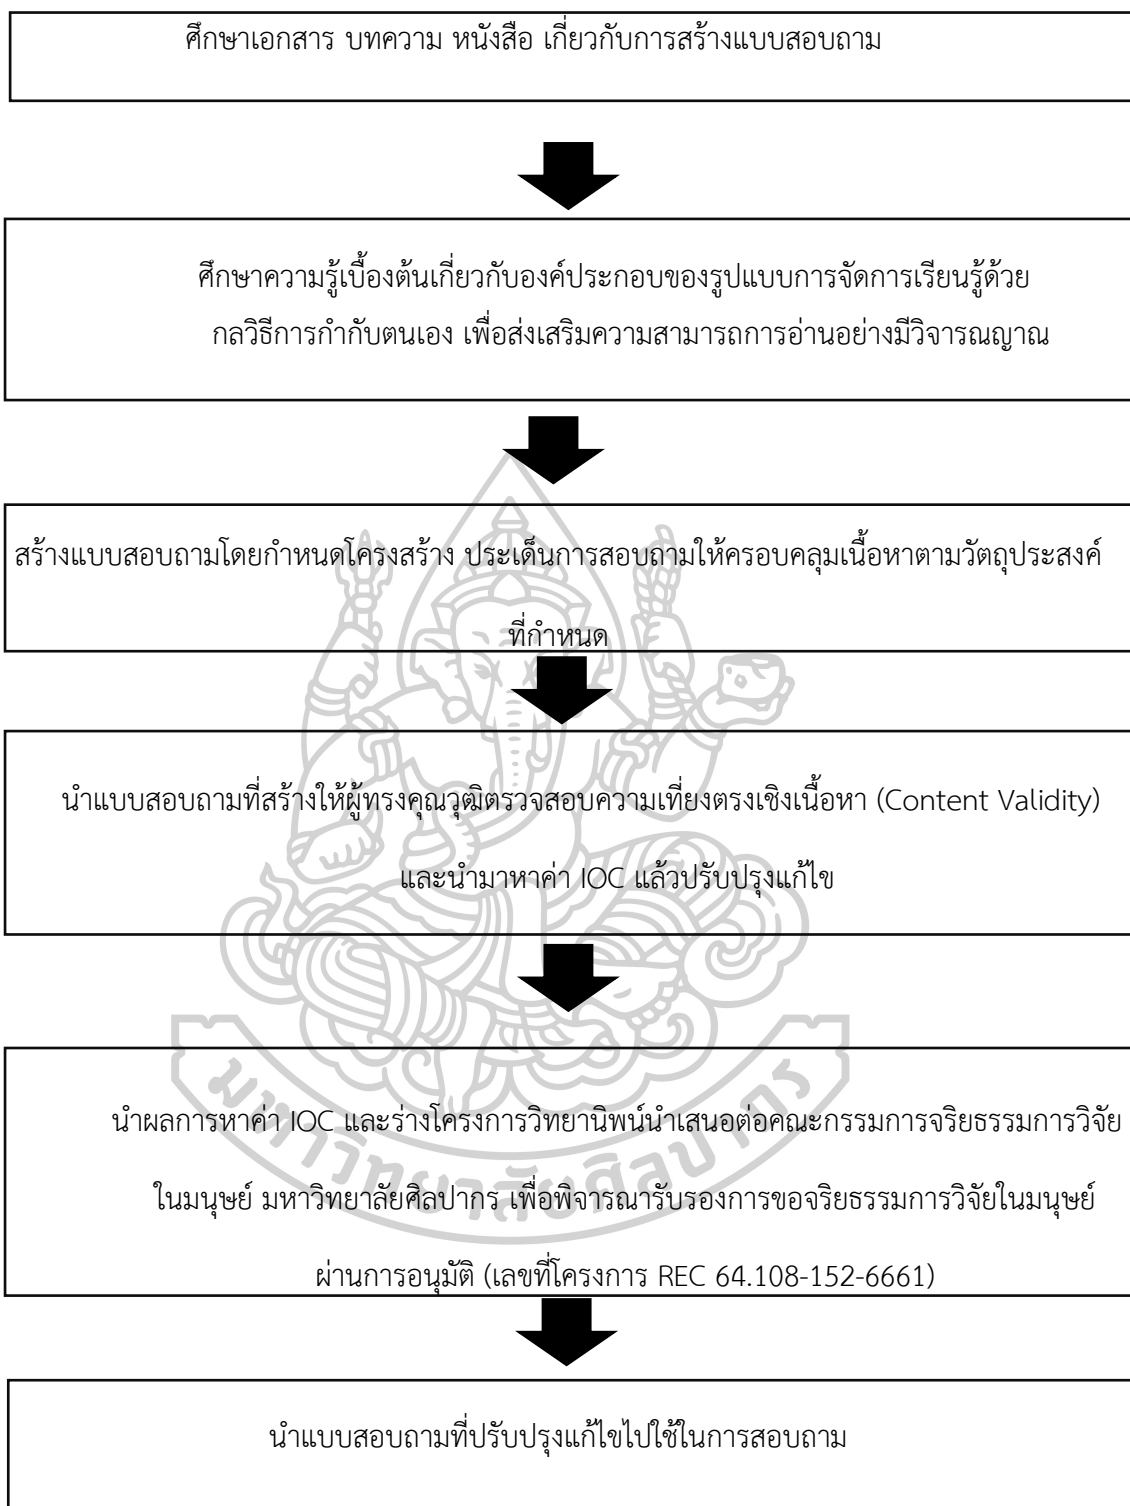 ศึกษาเอกสาร บทความ หนังสือ เกี่ยวกับการสร้างแบบสอบถาม
ศึกษาความรู้เบื้องต้นเกี่ยวกับองค์ประกอบของรูปแบบการจัดการเรียนรู้ด้วย
กลวิธีการกำกับตนเอง เพื่อส่งเสริมความสามารถการอ่านอย่างมีวิจารณญาณ
สร้างแบบสอบถามโดยกำหนดโครงสร้าง ประเด็นการสอบถามให้ครอบคลุมเนื้อหาตามวัตถุประสงค์
ที่กำหนด
นำแบบสอบถามที่สร้างให้ผู้ทรงคุณวุฒิตรวจสอบความเที่ยงตรงเชิงเนื้อหา (Content Validity)
และนำมาหาค่า IOC แล้วปรับปรุงแก้ไข
นำผลการหาค่า IOC และร่างโครงการวิทยานิพน์นำเสนอต่อคณะกรรมการจริยธรรมการวิจัย
ในมนุษย์ มหาวิทยาลัยศิลปากร เพื่อพิจารณารับรองการขอจริยธรรมการวิจัยในมนุษย์
ผ่านการอนุมัติ (เลขที่โครงการ REC 64.108-152-6661)
มหาวิทยาลัยศิลปากร
นำแบบสอบถามที่ปรับปรุงแก้ไขไปใช้ในการสอบถาม